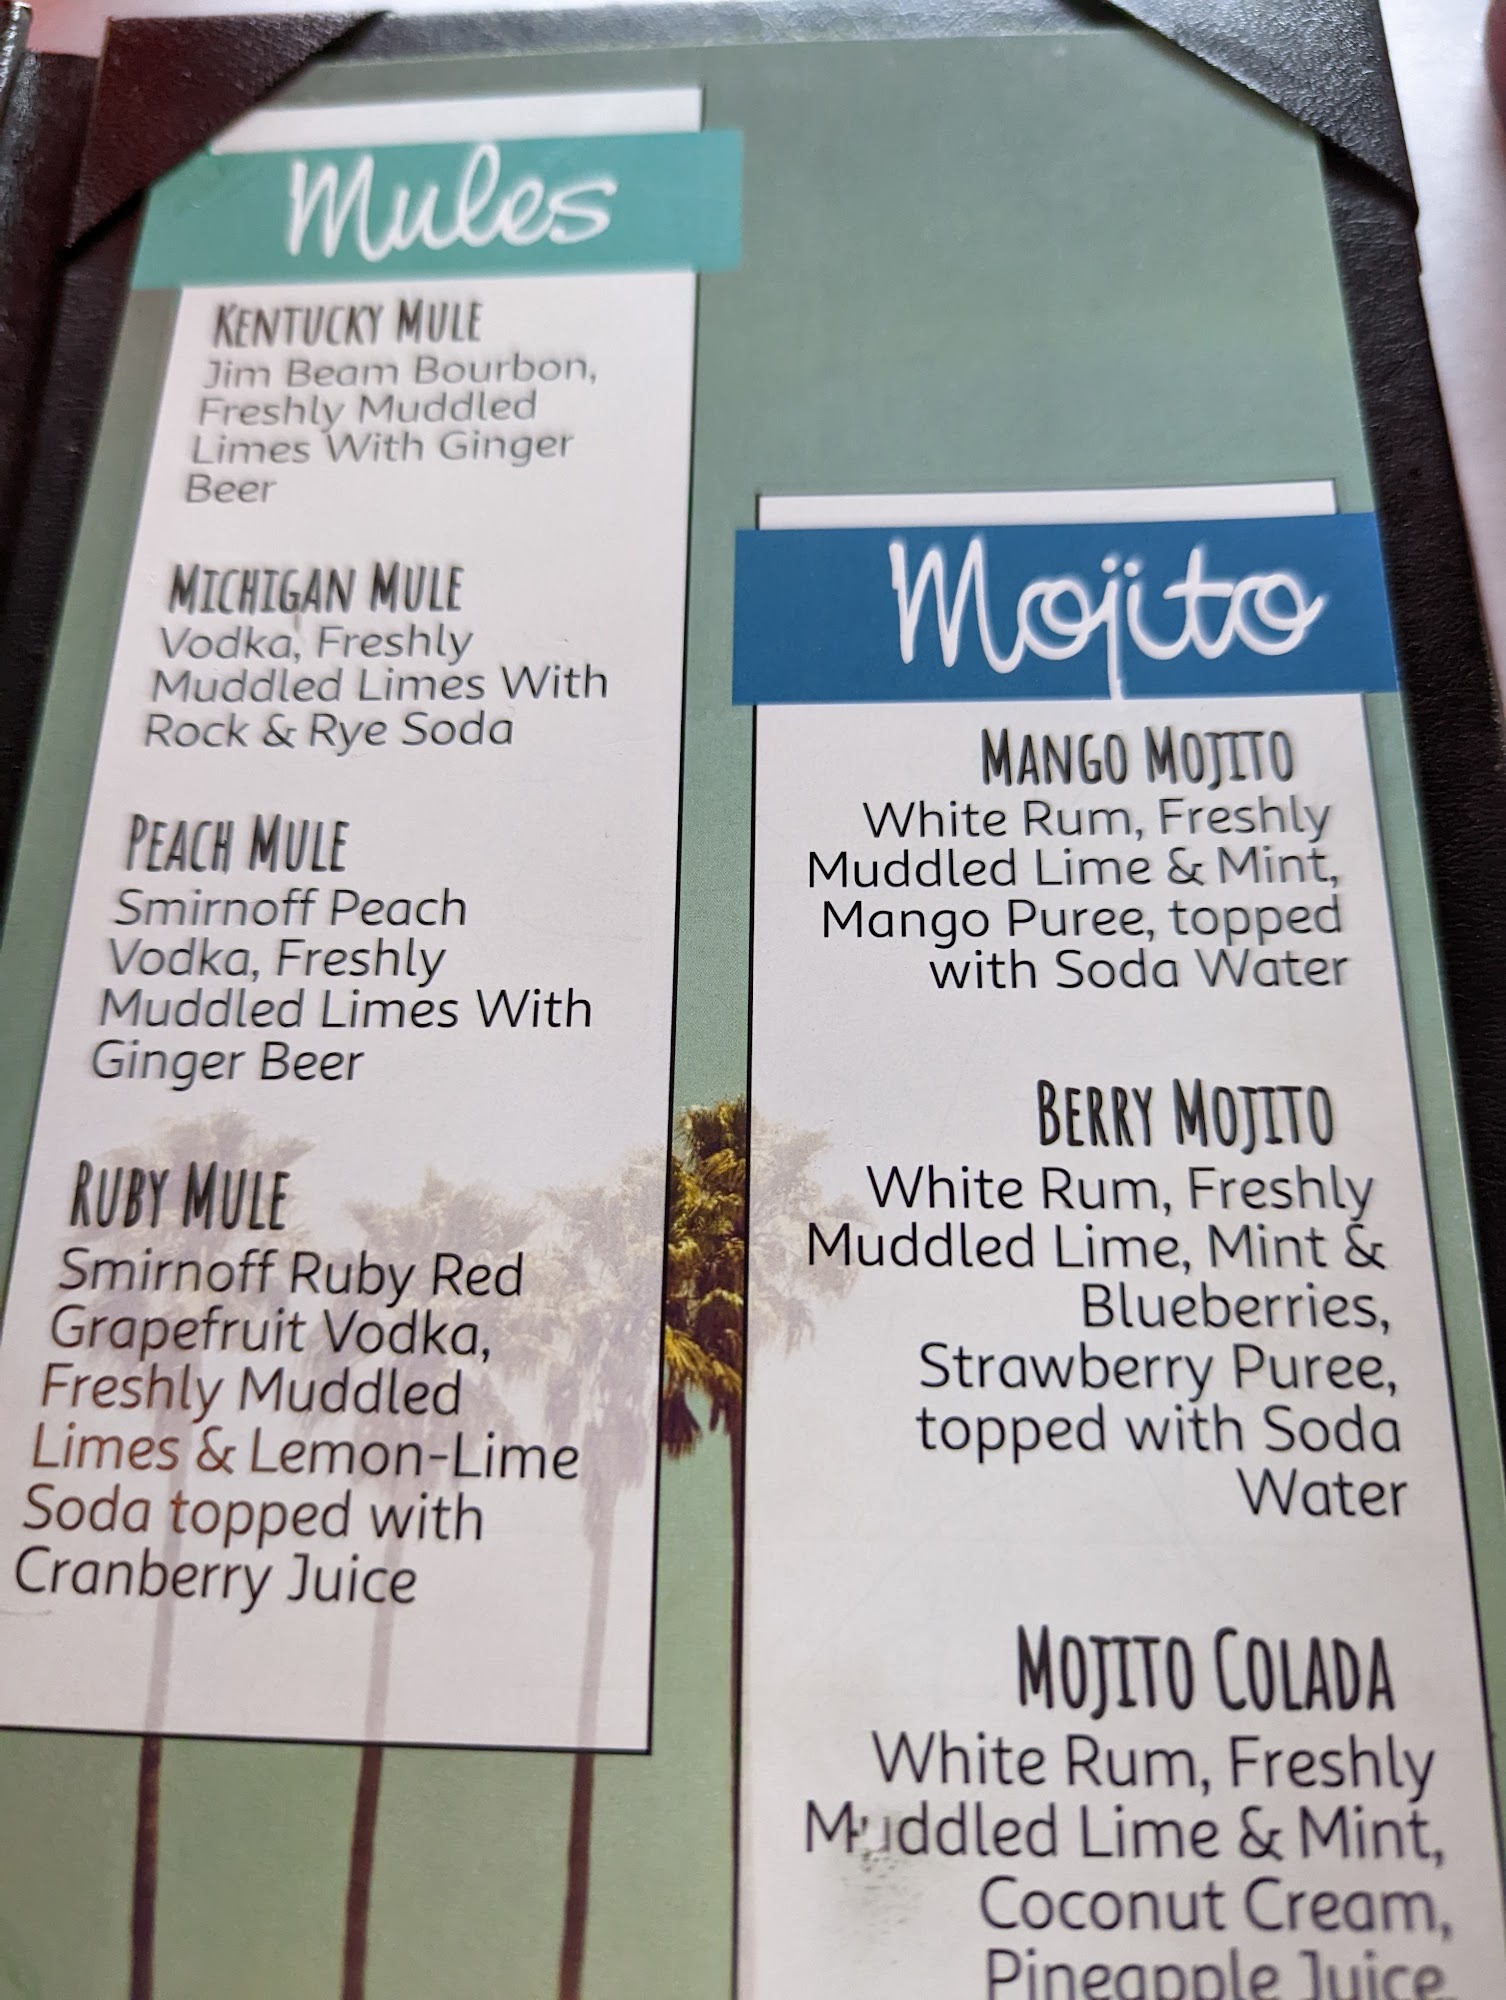 Mules
Kentucky Mule
Jim Beam Bourbon,
Freshly Muddled
Limes With Ginger
Beer
Michigan Mule
Vodka, Freshly
Muddled Limes With
Rock & Rye Soda
Peach Mule
Smirnoff Peach
Vodka, Freshly
Muddled Limes With
Ginger Beer
Ruby Mule
Smirnoff Ruby Red
Grapefruit Vodka,
Freshly Muddled
Limes & Lemon-Lime
Soda topped with
Cranberry Juice
Mojito
Mango Mojito
White Rum, Freshly
Muddled Lime & Mint,
Mango Puree, topped
with Soda Water
Berry Mojito
White Rum, Freshly
Muddled Lime, Mint &
Blueberries,
Strawberry Puree,
topped with Soda
Water
Mojito Colada
White Rum, Freshly
Muddled Lime & Mint,
Coconut Cream,
Pineapple Juice,